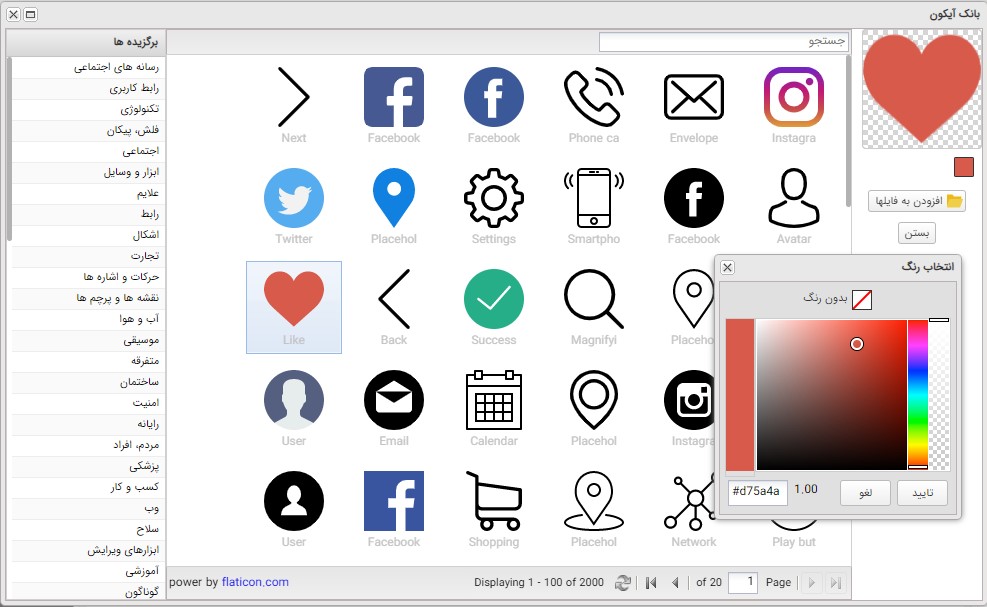 بانک آیکون
برگزیده ها
رسانه های اجتماعی
رابط کاربری
تکنولوژی
فلش، پیکان
اجتماعی
ابزار و وسایل
علایم
رابط
اشکال
تجارت
حرکات و اشاره ها
نقشه ها و پرچم ها
آب و هوا
موسیقی
متفرقه
ساختمان
امنیت
رایانه
مردم، افراد
پزشکی
کسب و کار
وب
سلاح
ابزارهای ویرایش
آموزشی
گوناگون
جستجو
Next Facebook Facebook Phone ca Envelope Instagra
Twitter Placehol Settings Smartpho Facebook Avatar
Like Back Success Magnifyi Placeho
User Email Calendar Placehol Instagra
User Facebook Shopping Placehol Network Play but
power by flaticon.com
Displaying 1 - 100 of 2000
of 20 1 Page
افزودن به فایلها
بستن
انتخاب رنگ
بدون رنگ
#d75a4a 1.00
لغو
تایید